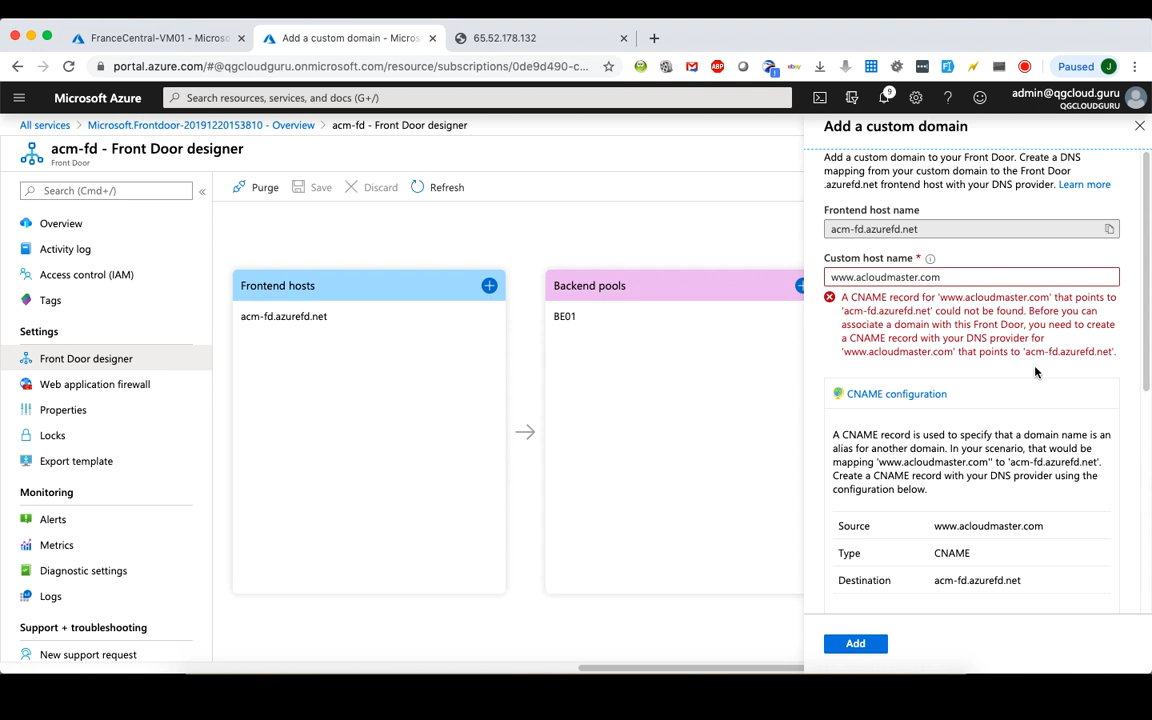 FranceCentral-VM01 - Microso
Add a custom domain - Micros
65.52.178.132
portal.azure.com/#@qgcloudguru.onmicrosoft.com/resource/subscriptions/0de9d490-c...
ABP
1
ebay
Paused
J
Microsoft Azure
Search resources, services, and docs (G+/)
9
admin@qgcloud.guru
QGCLOUDGURU
All services > Microsoft.Frontdoor-20191220153810 - Overview > acm-fd - Front Door designer
acm-fd - Front Door designer
Front Door
Search (Cmd+/)
Overview
Activity log
Access control (IAM)
Tags
Settings
Front Door designer
Web application firewall
Properties
Locks
Export template
Monitoring
Alerts
Metrics
Diagnostic settings
Logs
Support + troubleshooting
New support request
Purge
Save
Discard
Refresh
Frontend hosts
acm-fd.azurefd.net
Backend pools
BE01
Add a custom domain
Add a custom domain to your Front Door. Create a DNS
mapping from your custom domain to the Front Door
.azurefd.net frontend host with your DNS provider. Learn more
Frontend host name
acm-fd.azurefd.net
Custom host name *
www.acloudmaster.com
A CNAME record for 'www.acloudmaster.com' that points to
'acm-fd.azurefd.net' could not be found. Before you can
associate a domain with this Front Door, you need to create
a CNAME record with your DNS provider for
'www.acloudmaster.com' that points to 'acm-fd.azurefd.net'.
CNAME configuration
A CNAME record is used to specify that a domain name is an
alias for another domain. In your scenario, that would be
mapping 'www.acloudmaster.com'' to 'acm-fd.azurefd.net'.
Create a CNAME record with your DNS provider using the
configuration below.
Source www.acloudmaster.com
Type CNAME
Destination acm-fd.azurefd.net
Add